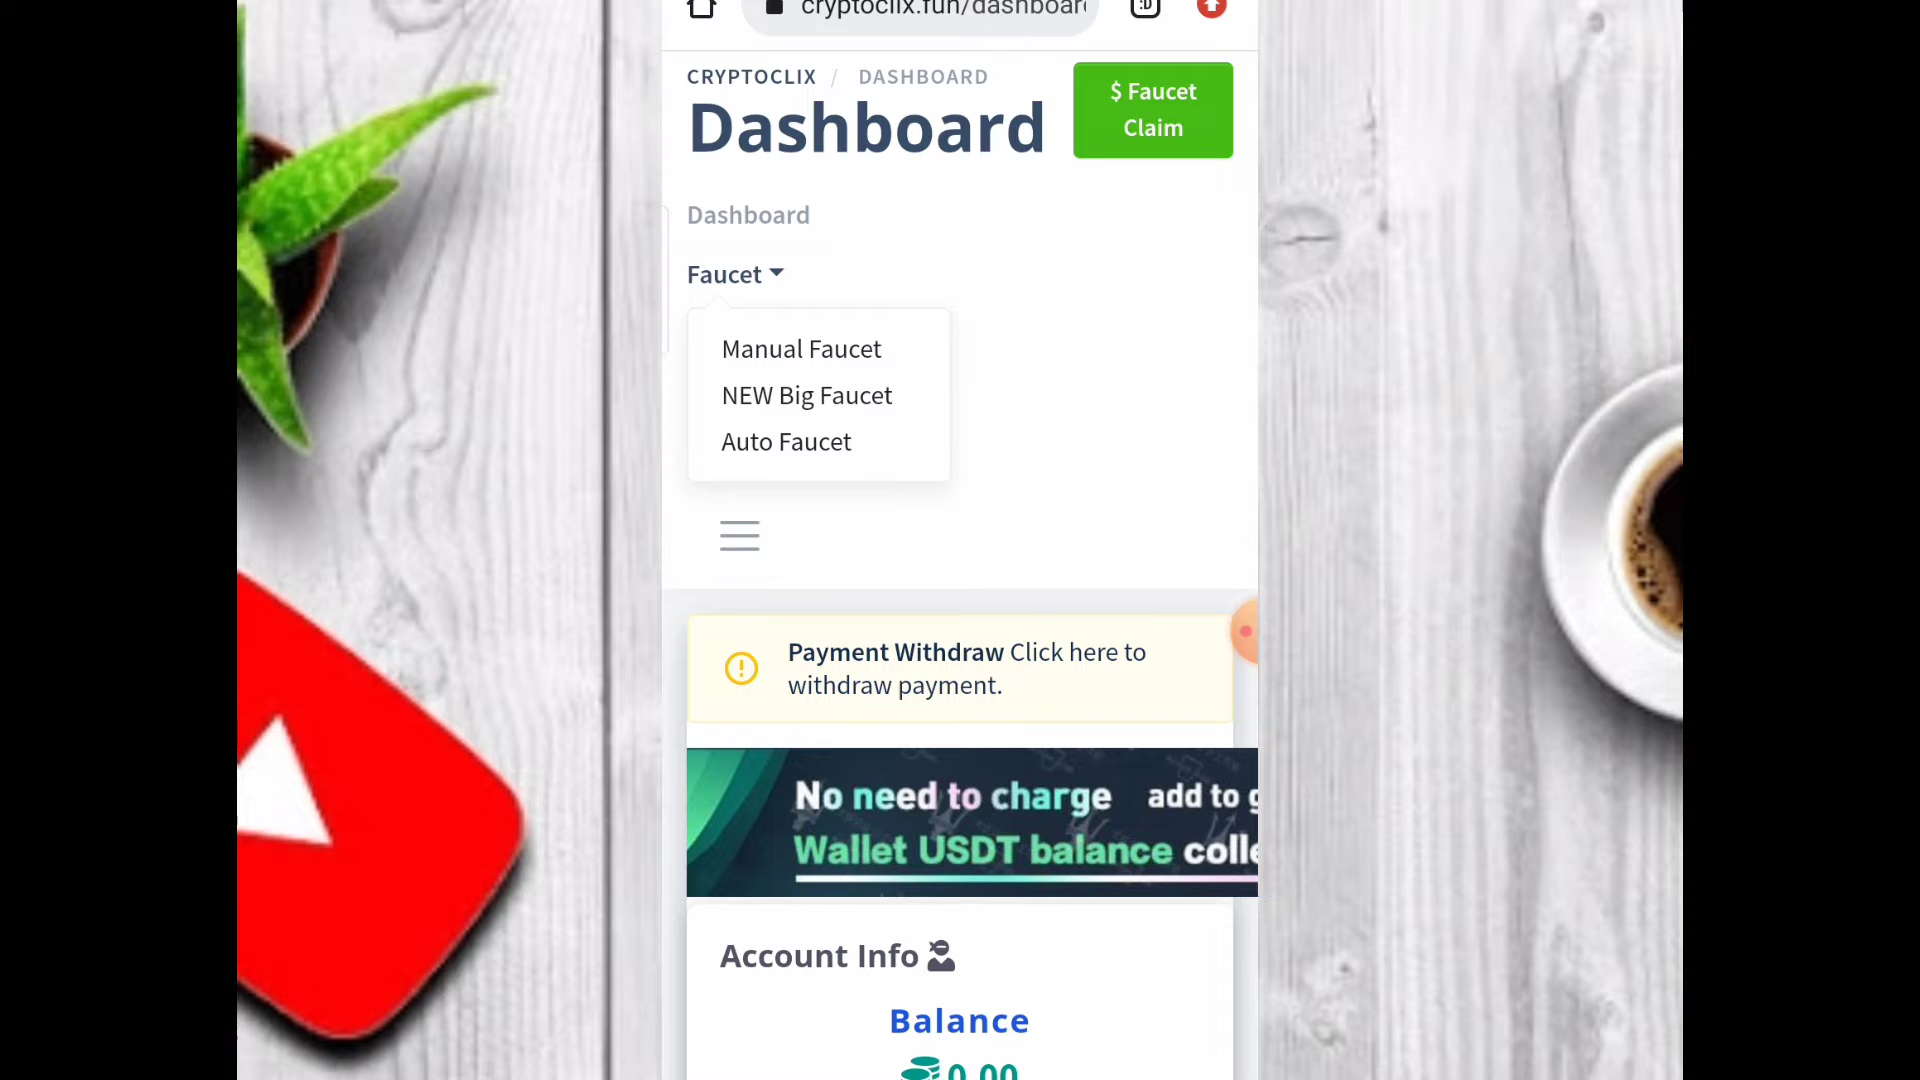 cryptoclix.fun/dashboar
:D
CRYPTOCLIX / DASHBOARD
Dashboard
$ Faucet
Claim
Dashboard
Faucet
Manual Faucet
NEW Big Faucet
Auto Faucet
Payment Withdraw Click here to
withdraw payment.
No need to charge add to g
Wallet USDT balance colle
Account Info
Balance
0.00